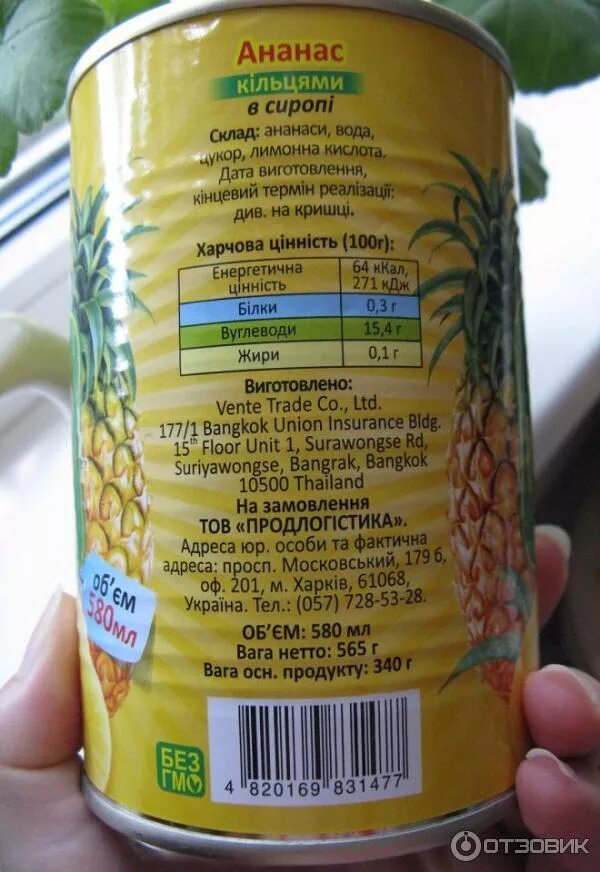 Ананас
кільцями
в сиропі
Склад: ананаси, вода,
цукор, лимонна кислота.
Дата виготовлення,
кінцевий термін реалізації:
див. на кришці.
Харчова цінність (100г):
Енергетична цінність 64 кКал, 271 кДж
Білки 0,3 г
Вуглеводи 15,4 г
Жири 0,1 г
Виготовлено:
Vente Trade Co., Ltd.
177/1 Bangkok Union Insurance Bldg.
15th Floor Unit 1, Surawongse Rd,
Suriyawongse, Bangrak, Bangkok
10500 Thailand
На замовлення
ТОВ «ПРОДЛОГІСТИКА».
Адреса юр. особи та фактична
адреса: просп. Московський, 179 б,
оф. 201, м. Харків, 61068,
Україна. Тел.: (057) 728-53-28.
об'єм
580мл
ОБ'ЄМ: 580 мл
Вага нетто: 565 г
Вага осн. продукту: 340 г
БЕЗ
ГМО
4 820169 831477
ОТЗОВИК